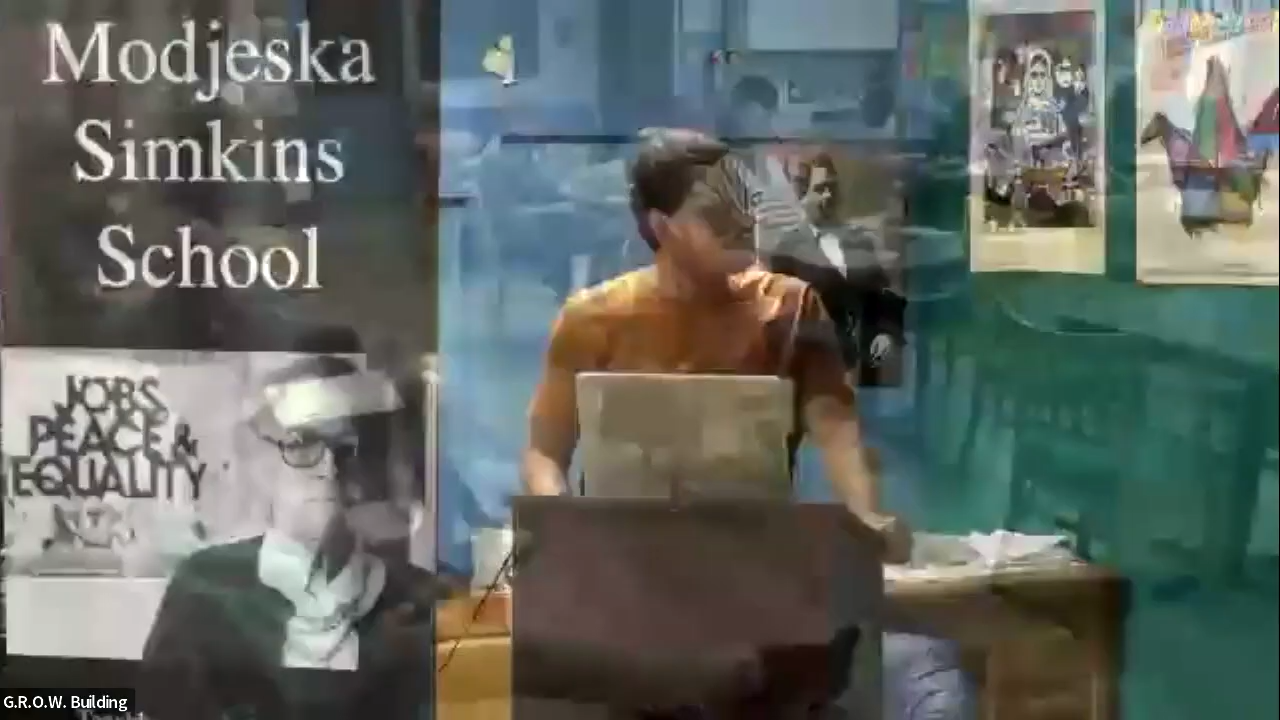 Modjeska
Simkins
School
JOBS
PEACE &
EQUALITY
G.R.O.W. Building